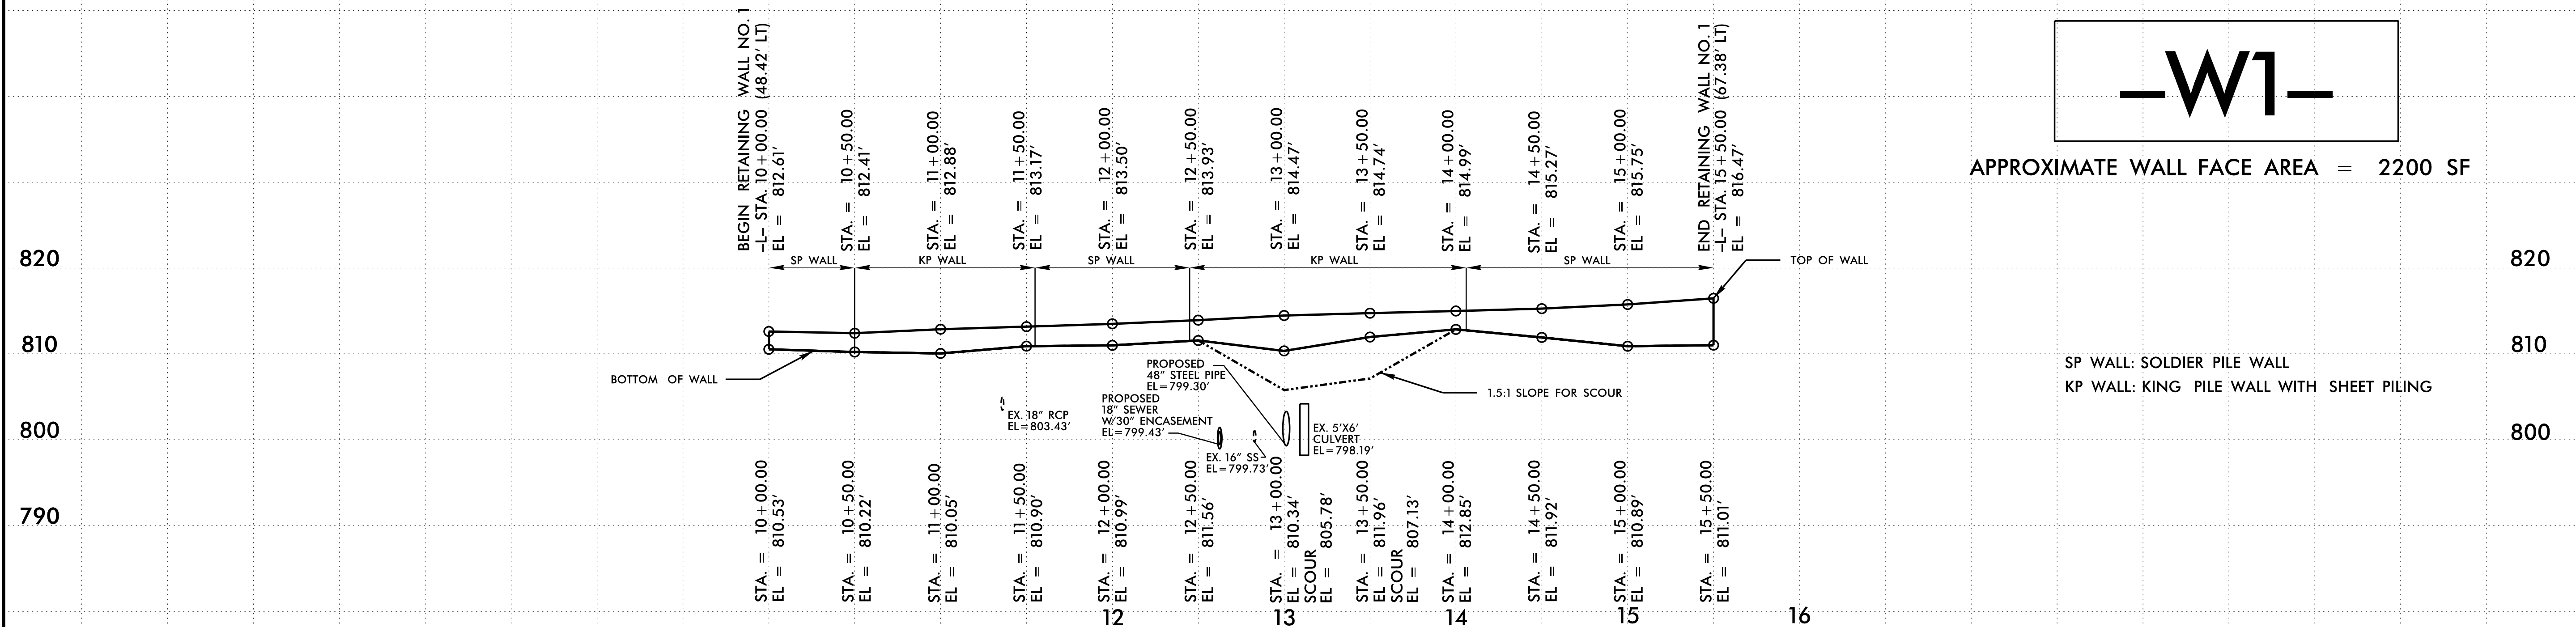 BEGIN RETAINING WALL NO. 1
-L- STA. 10+00.00 (48.42' LT)
EL = 812.61'
STA. = 10+50.00
EL = 812.41'
STA. = 11+00.00
EL = 812.88'
STA. = 11+50.00
EL = 813.17'
STA. = 12+00.00
EL = 813.50'
STA. = 12+50.00
EL = 813.93'
STA. = 13+00.00
EL = 814.47'
STA. = 13+50.00
EL = 814.74'
STA. = 14+00.00
EL = 814.99'
STA. = 14+50.00
EL = 815.27'
STA. = 15+00.00
EL = 815.75'
END RETAINING WALL NO. 1
-L- STA. 15+50.00 (67.38' LT)
EL = 816.47'
-W1-
APPROXIMATE WALL FACE AREA = 2200 SF
820
SP WALL
KP WALL
SP WALL
KP WALL
SP WALL
TOP OF WALL
820
810
810
BOTTOM OF WALL
PROPOSED
48" STEEL PIPE
EL=799.30'
1.5:1 SLOPE FOR SCOUR
SP WALL: SOLDIER PILE WALL
KP WALL: KING PILE WALL WITH SHEET PILING
EX. 18" RCP
EL=803.43'
PROPOSED
18" SEWER
W/30" ENCASEMENT
EL=799.43'
EX. 16" SS
EL=799.73'
EX. 5'X6'
CULVERT
EL=798.19'
800
800
790
STA. = 10+00.00
EL = 810.53'
STA. = 10+50.00
EL = 810.22'
STA. = 11+00.00
EL = 810.05'
STA. = 11+50.00
EL = 810.90'
STA. = 12+00.00
EL = 810.99'
STA. = 12+50.00
EL = 811.56'
STA. = 13+00.00
EL = 810.34'
SCOUR
EL = 805.78'
STA. = 13+50.00
EL = 811.96'
SCOUR
EL = 807.13'
STA. = 14+00.00
EL = 812.85'
STA. = 14+50.00
EL = 811.92'
STA. = 15+00.00
EL = 810.89'
STA. = 15+50.00
EL = 811.01'
12
13
14
15
16